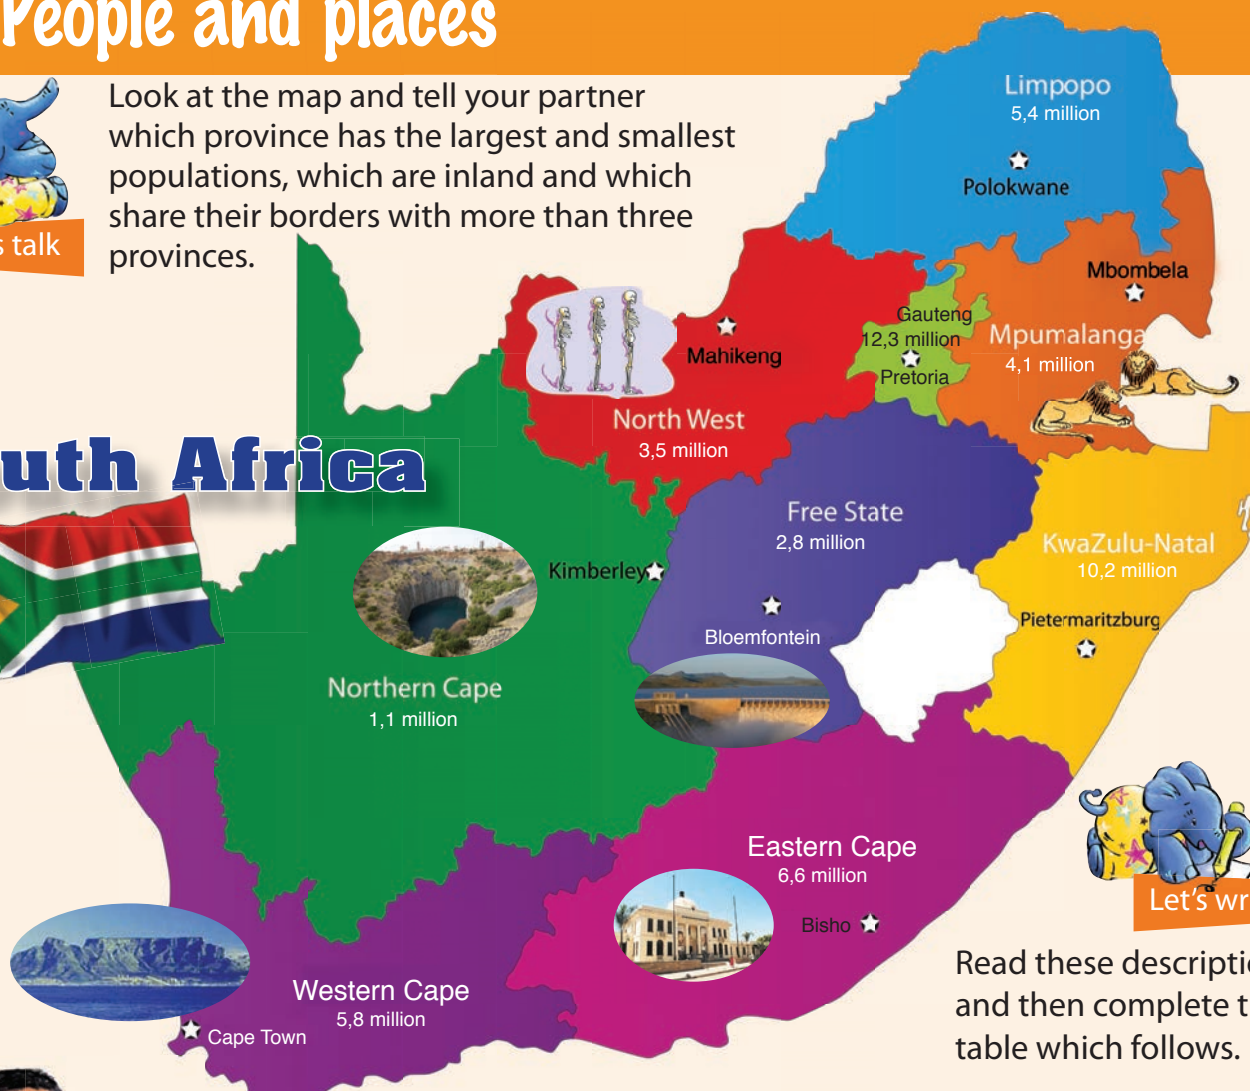 People and places
Look at the map and tell your partner
which province has the largest and smallest
populations, which are inland and which
share their borders with more than three
provinces.
s talk
uth Africa
Limpopo
5,4 million
Polokwane
Mbombela
Mpumalanga
4,1 million
Gauteng
12,3 million
Pretoria
Mahikeng
North West
3,5 million
Free State
2,8 million
Bloemfontein
KwaZulu-Natal
10,2 million
Pietermaritzburg
Kimberley
Northern Cape
1,1 million
Eastern Cape
6,6 million
Bisho
Western Cape
5,8 million
Cape Town
Let's wr
Read these descripti
and then complete t
table which follows.